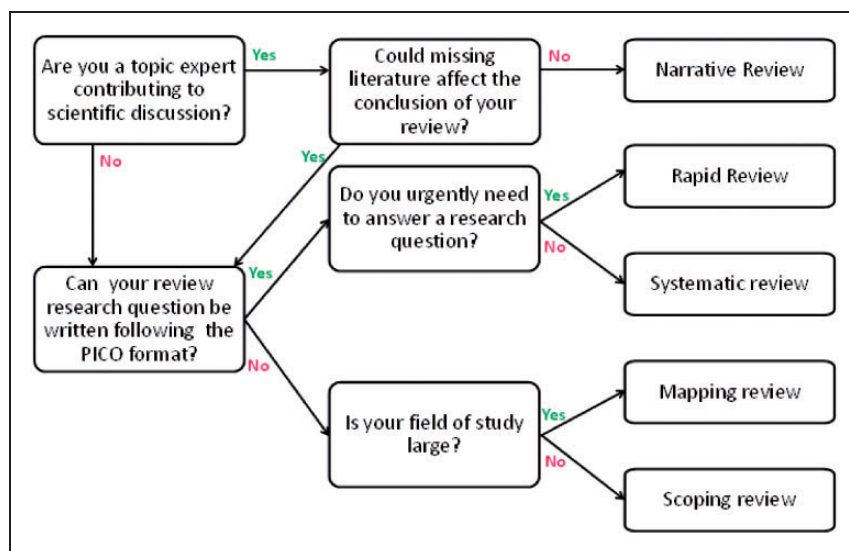 Are you a topic expert
contributing to
scientific discussion?
Yes
No
Could missing
literature affect the
conclusion of your
review?
No
Yes
Narrative Review
Do you urgently need
to answer a research
question?
Yes
No
Rapid Review
Systematic review
Can your review
research question be
written following the
PICO format?
Yes
No
Is your field of study
large?
Yes
No
Mapping review
Scoping review